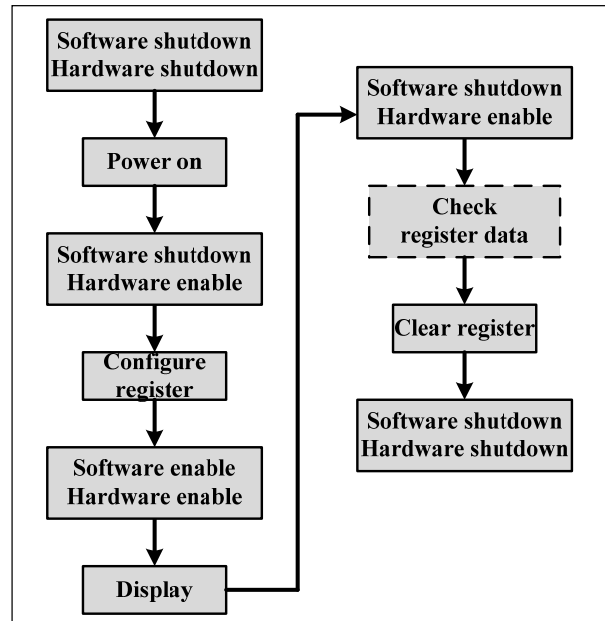 Software shutdown
Hardware shutdown
Power on
Software shutdown
Hardware enable
Configure
register
Software enable
Hardware enable
Display
Software shutdown
Hardware enable
Check
register data
Clear register
Software shutdown
Hardware shutdown